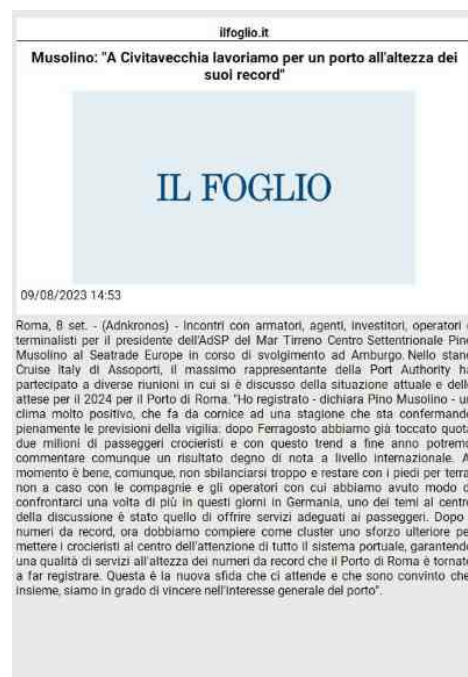 ilfoglio.it
Musolino: "A Civitavecchia lavoriamo per un porto all'altezza dei
suoi record"
IL FOGLIO
09/08/2023 14:53
Roma, 8 set. - (Adnkronos) - Incontri con armatori, agenti, investitori, operatori
terminalisti per il presidente dell'AdSP del Mar Tirreno Centro Settentrionale Pino
Musolino al Seatrade Europe in corso di svolgimento ad Amburgo. Nello stand
Cruise Italy di Assoporti, il massimo rappresentante della Port Authority ha
partecipato a diverse riunioni in cui si è discusso della situazione attuale e delle
attese per il 2024 per il Porto di Roma. "Ho registrato - dichiara Pino Musolino - un
clima molto positivo, che fa da cornice ad una stagione che sta confermando
pienamente le previsioni della vigilia: dopo Ferragosto abbiamo già toccato quota
due milioni di passeggeri crocieristi e con questo trend a fine anno potremo
commentare comunque un risultato degno di nota a livello internazionale. A
momento è bene, comunque, non sbilanciarsi troppo e restare con i piedi per terra
non a caso con le compagnie e gli operatori con cui abbiamo avuto modo d
confrontarci una volta di più in questi giorni in Germania, uno dei temi al centro
della discussione è stato quello di offrire servizi adeguati ai passeggeri. Dopo
numeri da record, ora dobbiamo compiere come cluster uno sforzo ulteriore pe
mettere i crocieristi al centro dell'attenzione di tutto il sistema portuale, garantendo
una qualità di servizi all'altezza dei numeri da record che il Porto di Roma è tornato
a far registrare. Questa è la nuova sfida che ci attende e che sono convinto che
insieme, siamo in grado di vincere nell'interesse generale del porto".